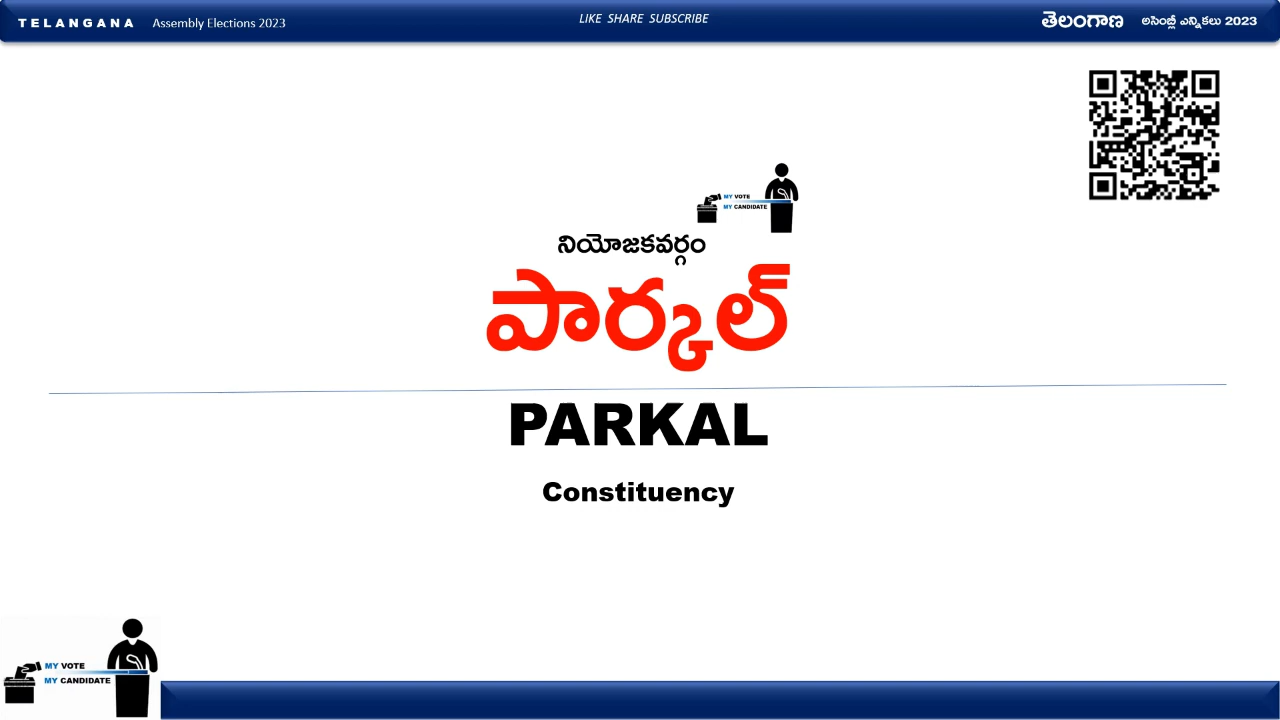 TELANGANA Assembly Elections 2023
LIKE SHARE SUBSCRIBE
తెలంగాణ అసెంబ్లీ ఎన్నికలు 2023
MY VOTE
MY CANDIDATE
నియోజకవర్గం
పార్కల్
PARKAL
Constituency
MY VOTE
MY CANDIDATE